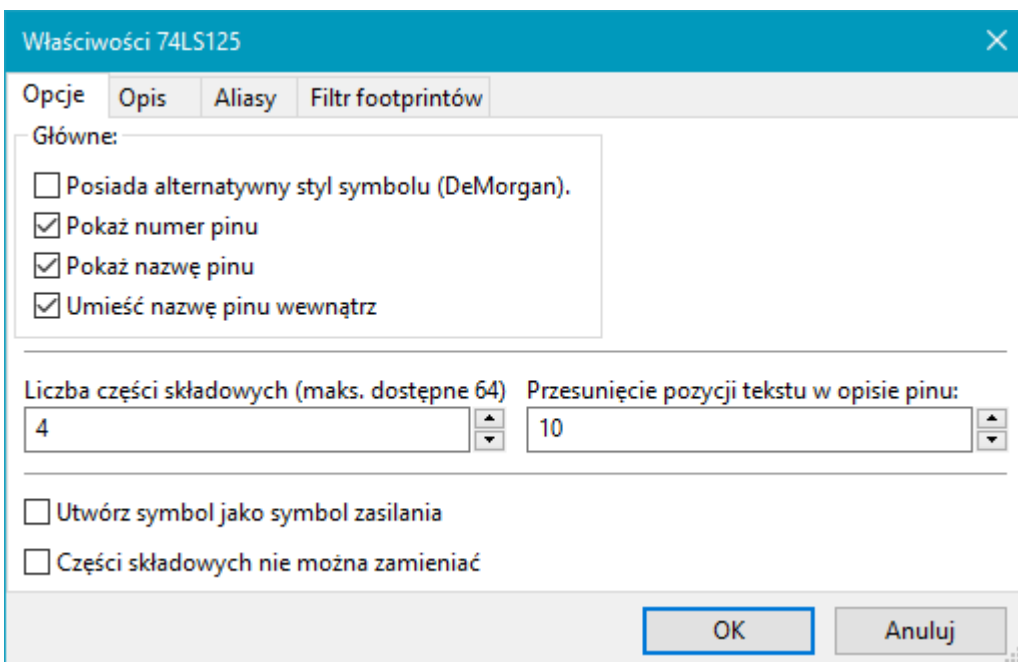 Właściwości 74LS125
Opcje Opis Aliasy Filtr footprintów
Główne:
Posiada alternatywny styl symbolu (DeMorgan).
Pokaż numer pinu
Pokaż nazwę pinu
Umieść nazwę pinu wewnątrz
Liczba części składowych (maks. dostępne 64) Przesunięcie pozycji tekstu w opisie pinu:
4 10
Utwórz symbol jako symbol zasilania
Części składowych nie można zamieniać
OK Anuluj